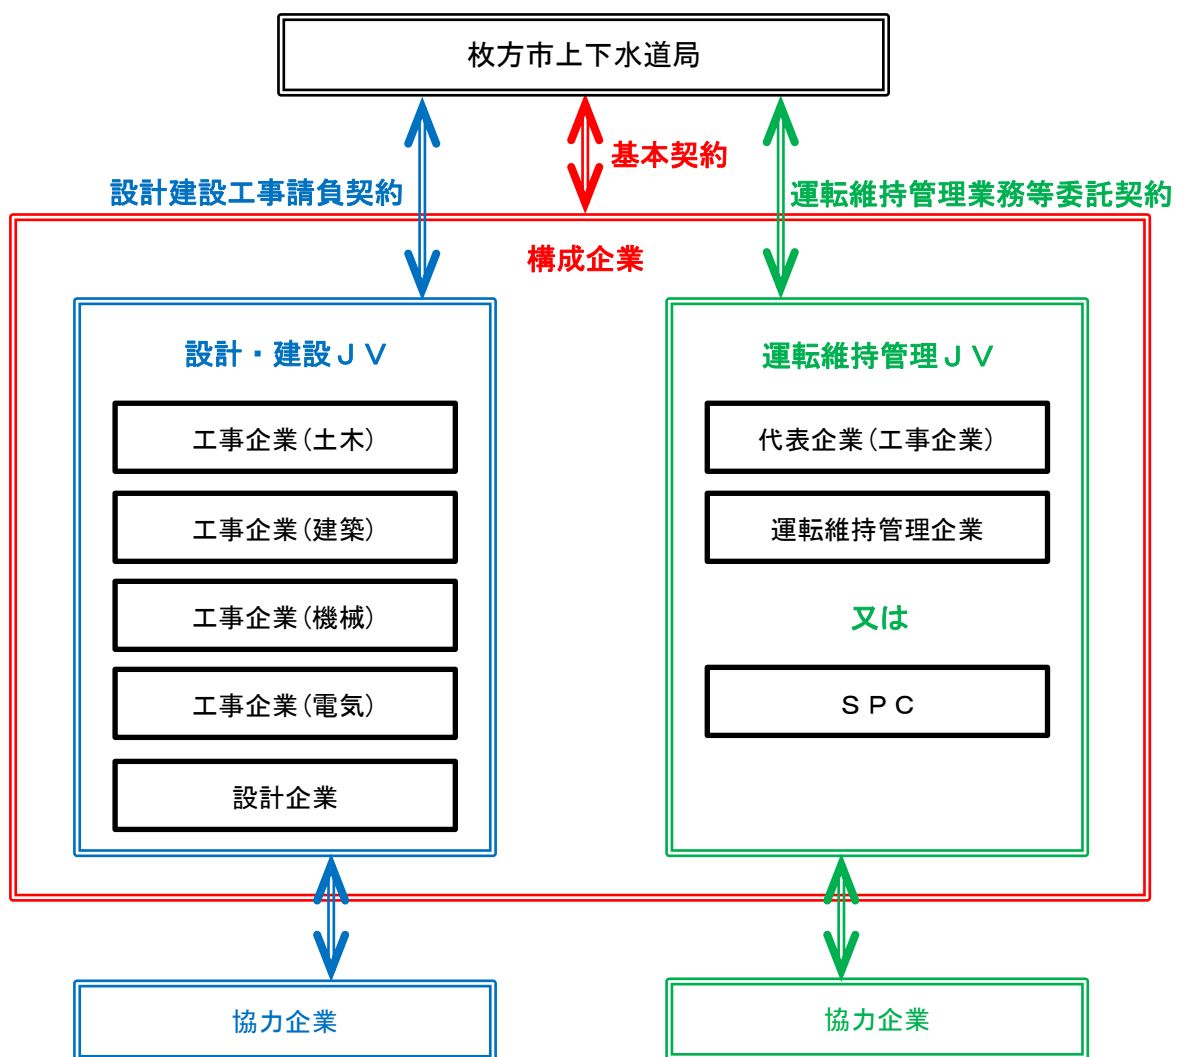 枚方市上下水道局
基本契約
設計建設工事請負契約
運転維持管理業務等委託契約
構成企業
設計・建設ＪＶ
工事企業(土木)
工事企業(建築)
工事企業(機械)
工事企業(電気)
設計企業
運転維持管理ＪＶ
代表企業(工事企業)
運転維持管理企業
又は
ＳＰＣ
協力企業
協力企業